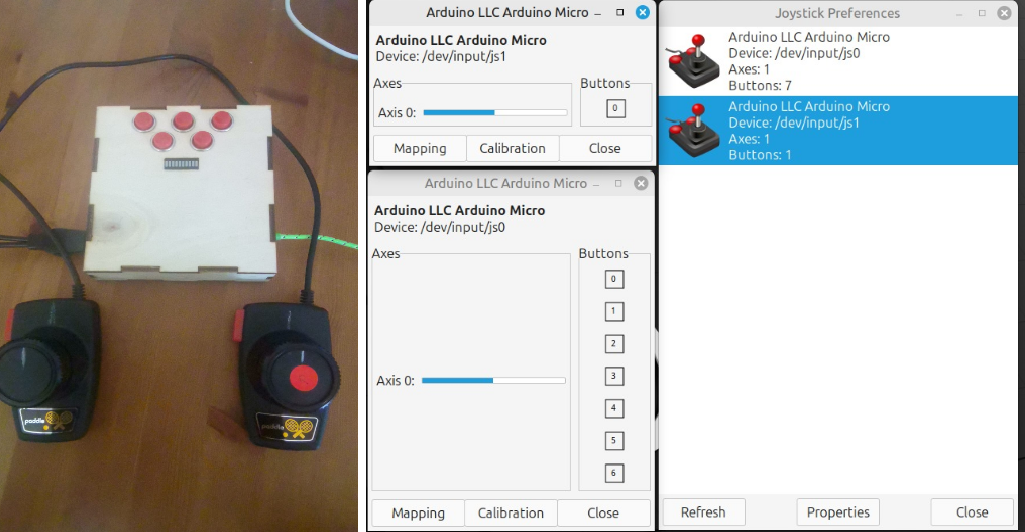 paddle
paddle
Arduino LLC Arduino Micro
Arduino LLC Arduino Micro
Device: /dev/input/js1
Axes
Axis 0:
Buttons
0
Mapping
Calibration
Close
Arduino LLC Arduino Micro
Arduino LLC Arduino Micro
Device: /dev/input/js0
Axes
Axis 0:
Buttons
0
1
2
3
4
5
6
Mapping
Calibration
Close
Joystick Preferences
Arduino LLC Arduino Micro
Device: /dev/input/js0
Axes: 1
Buttons: 7
Arduino LLC Arduino Micro
Device: /dev/input/js1
Axes: 1
Buttons: 1
Refresh
Properties
Close